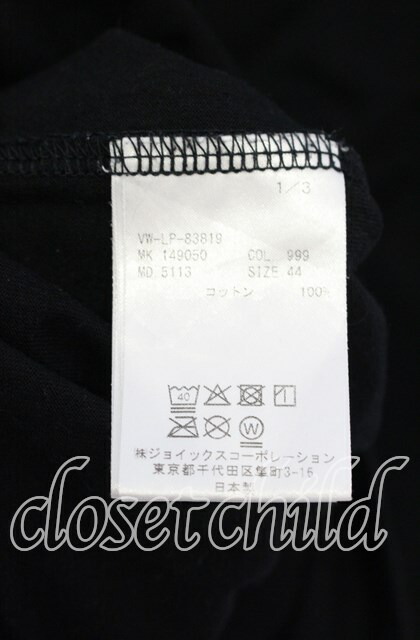 1/3
VW-LP-83819
MK 149050 COL 999
MD 5113 SIZE 44
コットン 100%
40
W
株ジョイックスコーポレーション
東京都千代田区隼町3-16
日本製
closet child